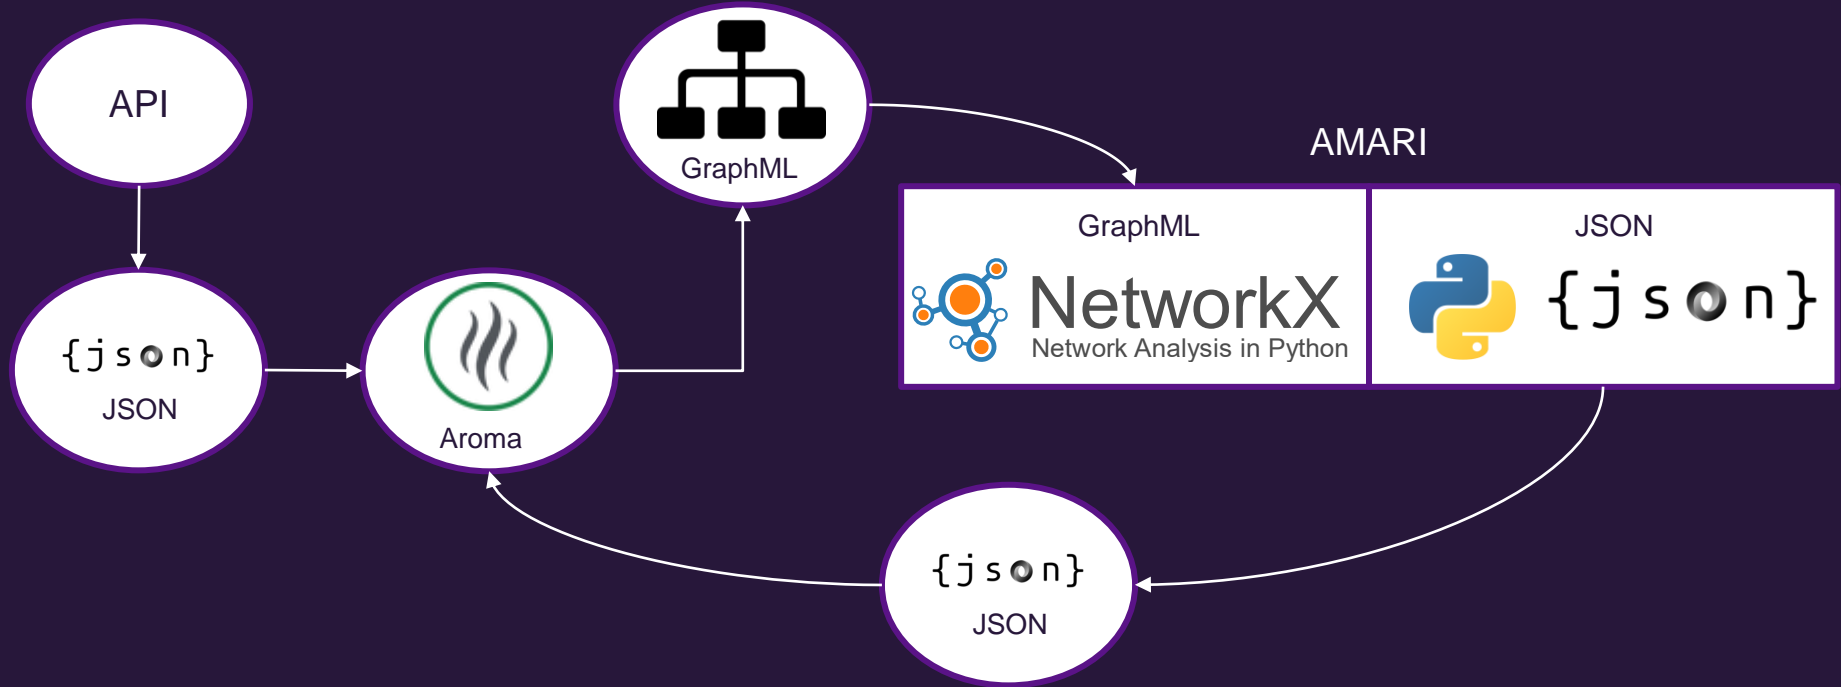 API
GraphML
AMARI
GraphML
JSON
NetworkX
Network Analysis in Python
{json}
{json}
JSON
Aroma
{json}
JSON